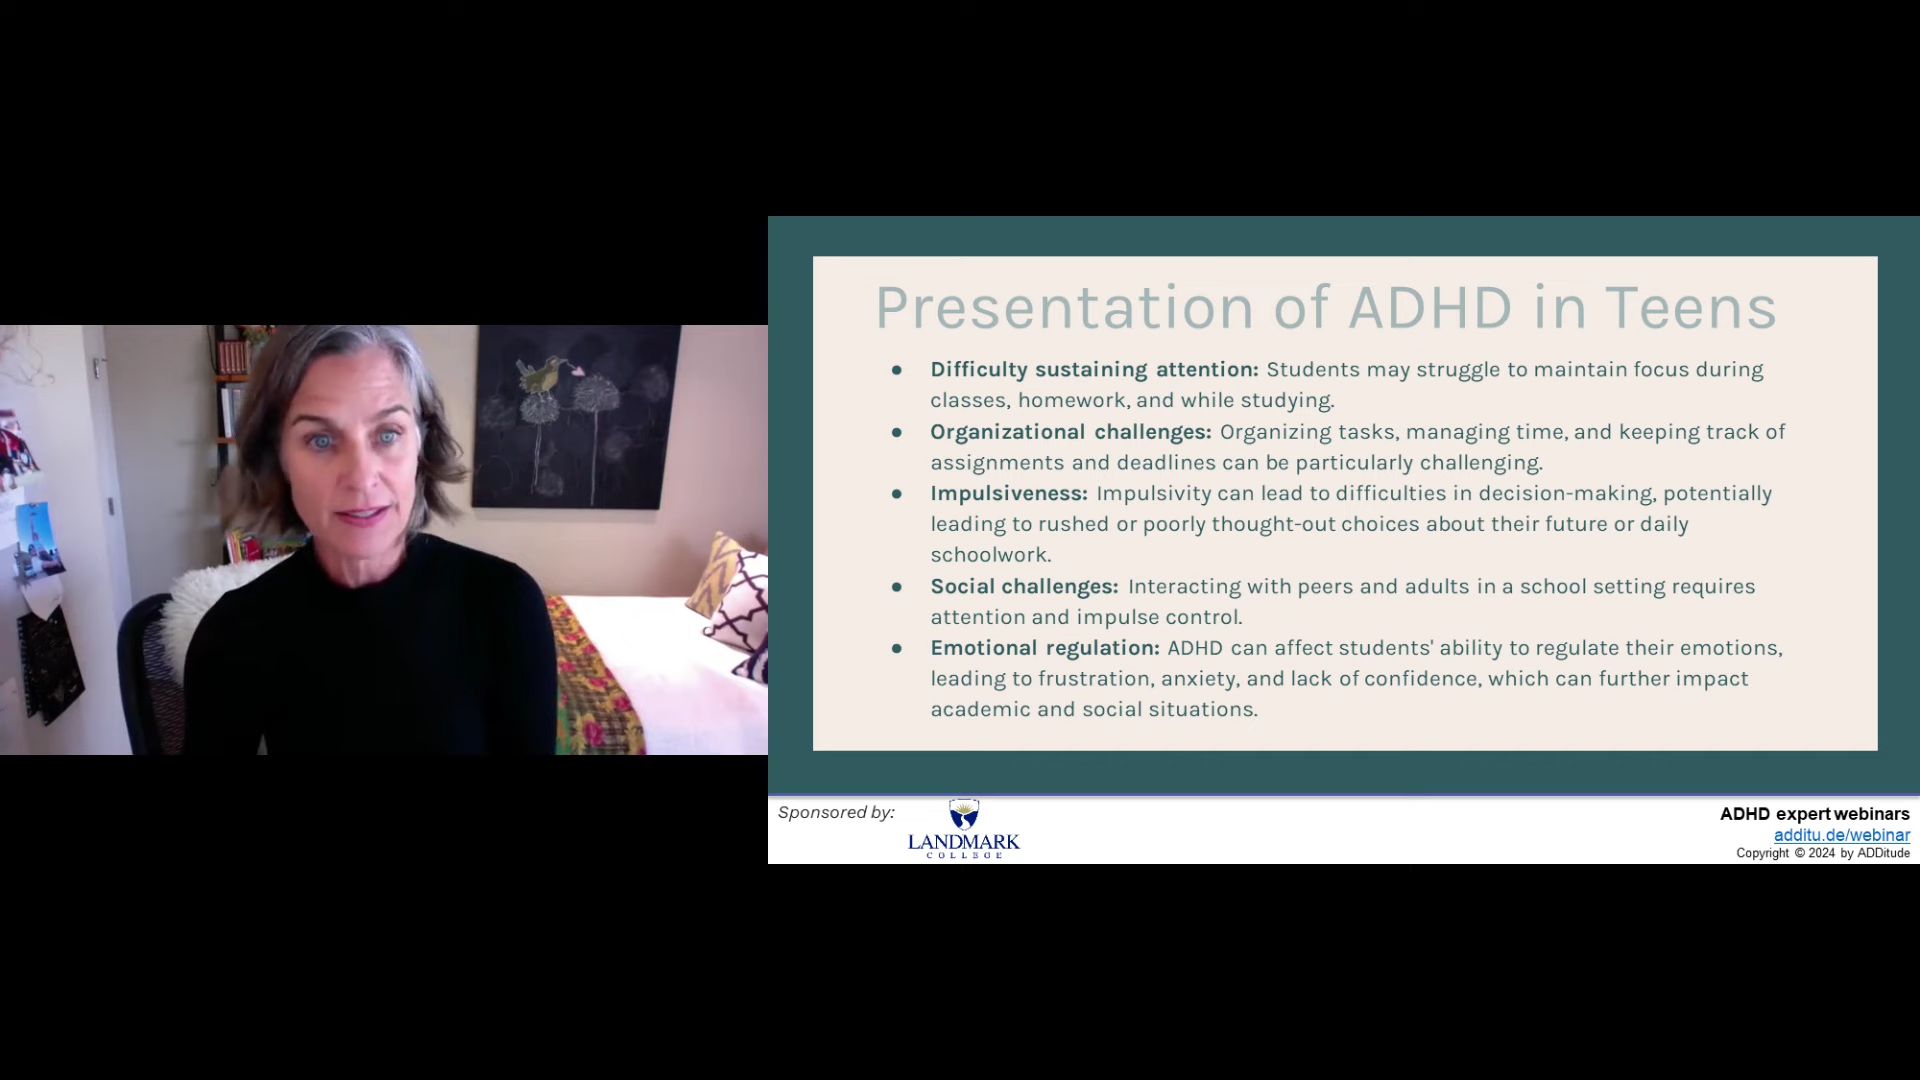 Presentation of ADHD in Teens
● Difficulty sustaining attention: Students may struggle to maintain focus during
classes, homework, and while studying.
● Organizational challenges: Organizing tasks, managing time, and keeping track of
assignments and deadlines can be particularly challenging.
● Impulsiveness: Impulsivity can lead to difficulties in decision-making, potentially
leading to rushed or poorly thought-out choices about their future or daily
schoolwork.
● Social challenges: Interacting with peers and adults in a school setting requires
attention and impulse control.
● Emotional regulation: ADHD can affect students' ability to regulate their emotions,
leading to frustration, anxiety, and lack of confidence, which can further impact
academic and social situations.
Sponsored by:
LANDMARK
COLLEGE
ADHD expert webinars
additu.de/webinar
Copyright © 2024 by ADDitude